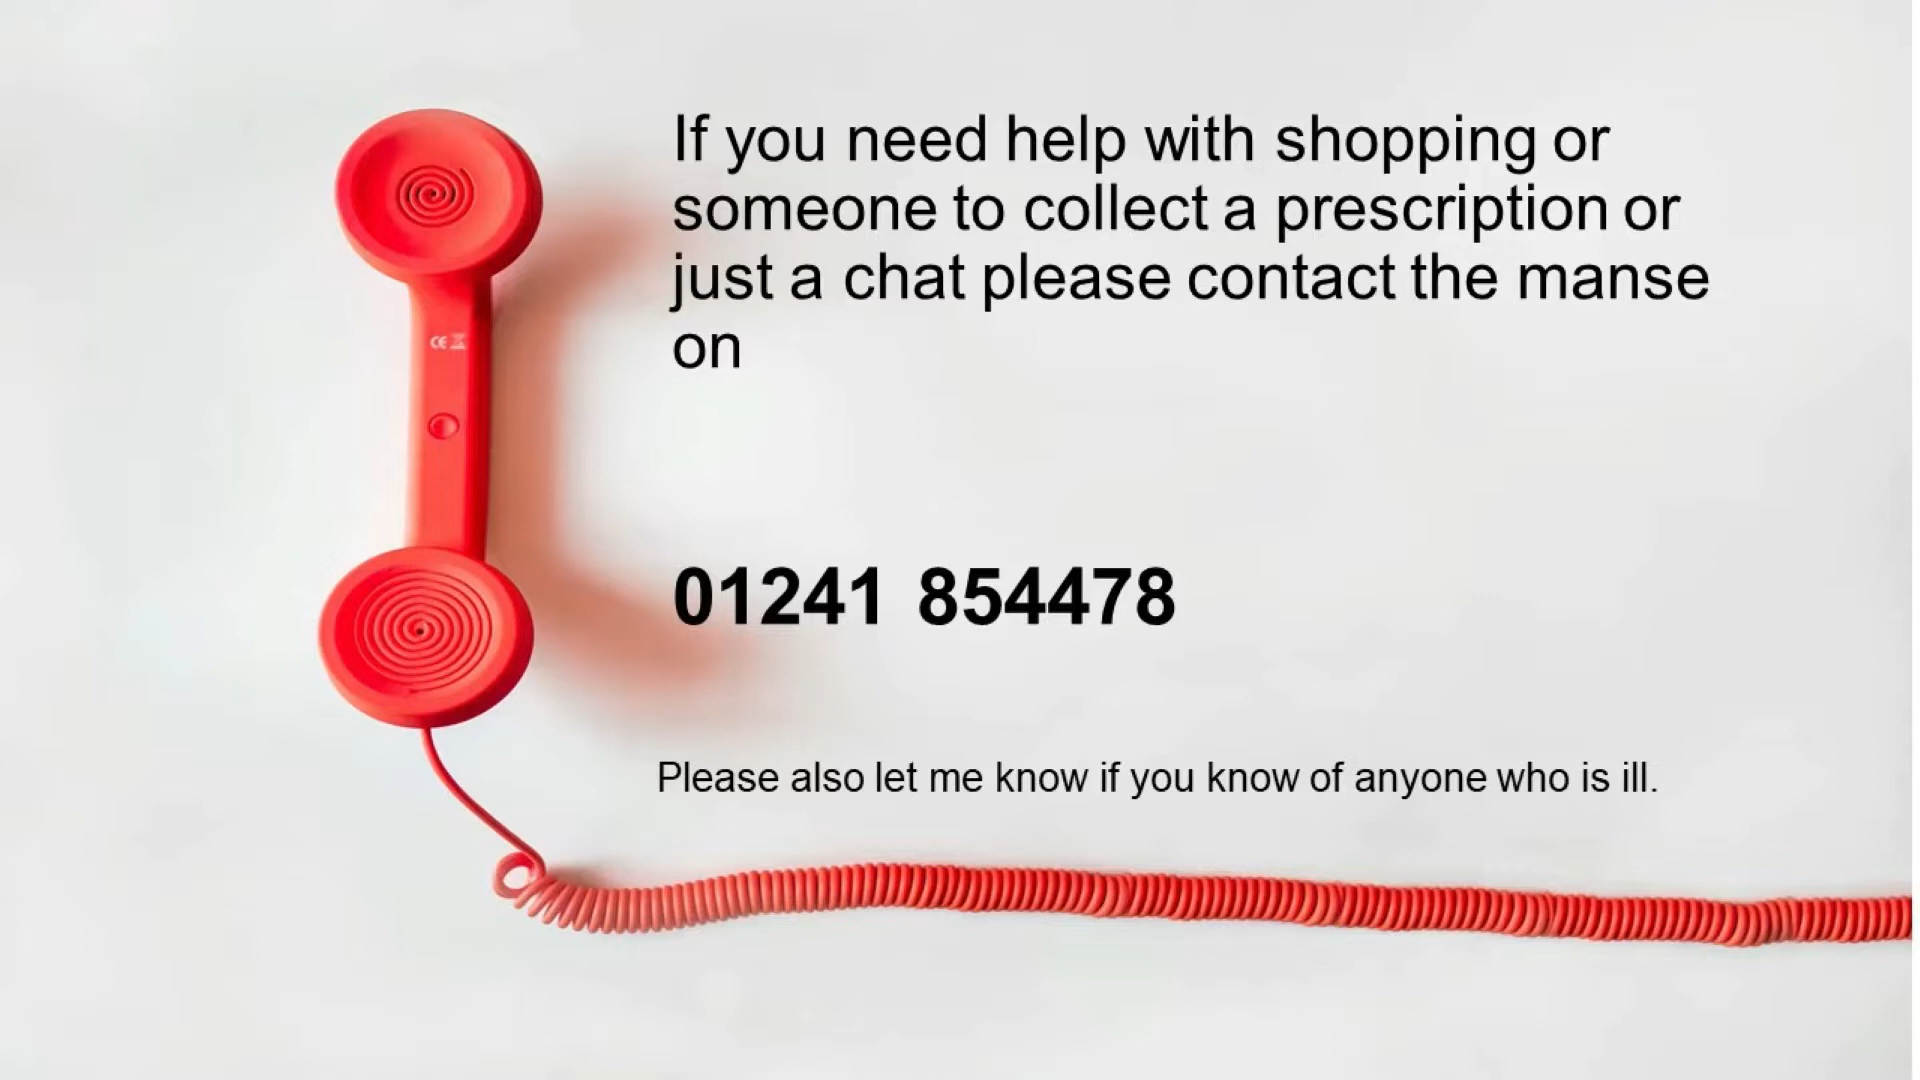 If you need help with shopping or
someone to collect a prescription or
just a chat please contact the manse
on
01241 854478
Please also let me know if you know of anyone who is ill.
CE